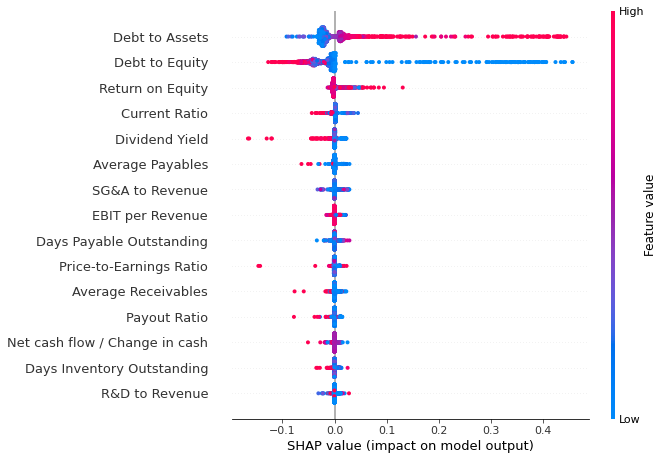 High
Debt to Assets
Debt to Equity
Return on Equity
Current Ratio
Dividend Yield
Average Payables
SG&A to Revenue
EBIT per Revenue
Days Payable Outstanding
Price-to-Earnings Ratio
Average Receivables
Payout Ratio
Net cash flow / Change in cash
Days Inventory Outstanding
R&D to Revenue
Feature value
Low
−0.1 0.0 0.1 0.2 0.3 0.4
SHAP value (impact on model output)